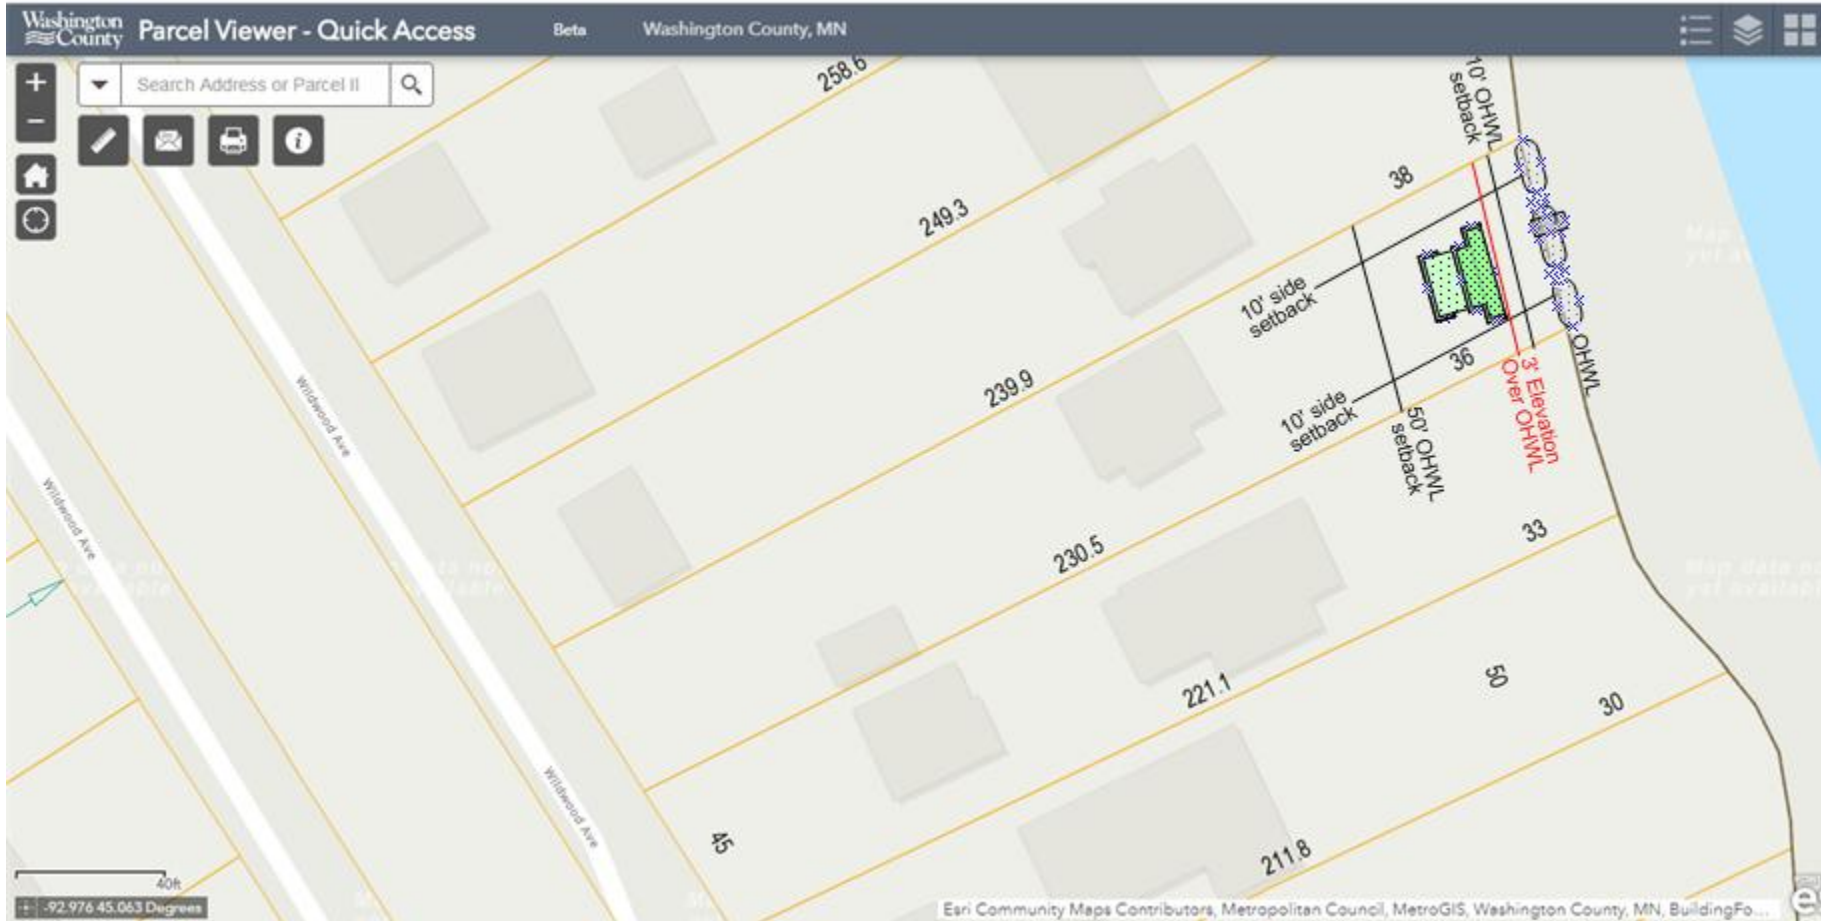 Washington
County
Parcel Viewer - Quick Access
Beta
Washington County, MN
Search Address or Parcel II
258.6
10' OHWL
setback
38
249.3
10' side
setback
239.9
36
10' side
setback
50' OHWL
setback
3' Elevation
Over OHWL
OHWL
Wildwood Ave
Wildwood Ave
Wildwood Ave
230.5
33
221.1
50
30
45
211.8
40ft
-92.976 45.063 Degrees
Esri Community Maps Contributors, Metropolitan Council, MetroGIS, Washington County, MN, BuildingFo...